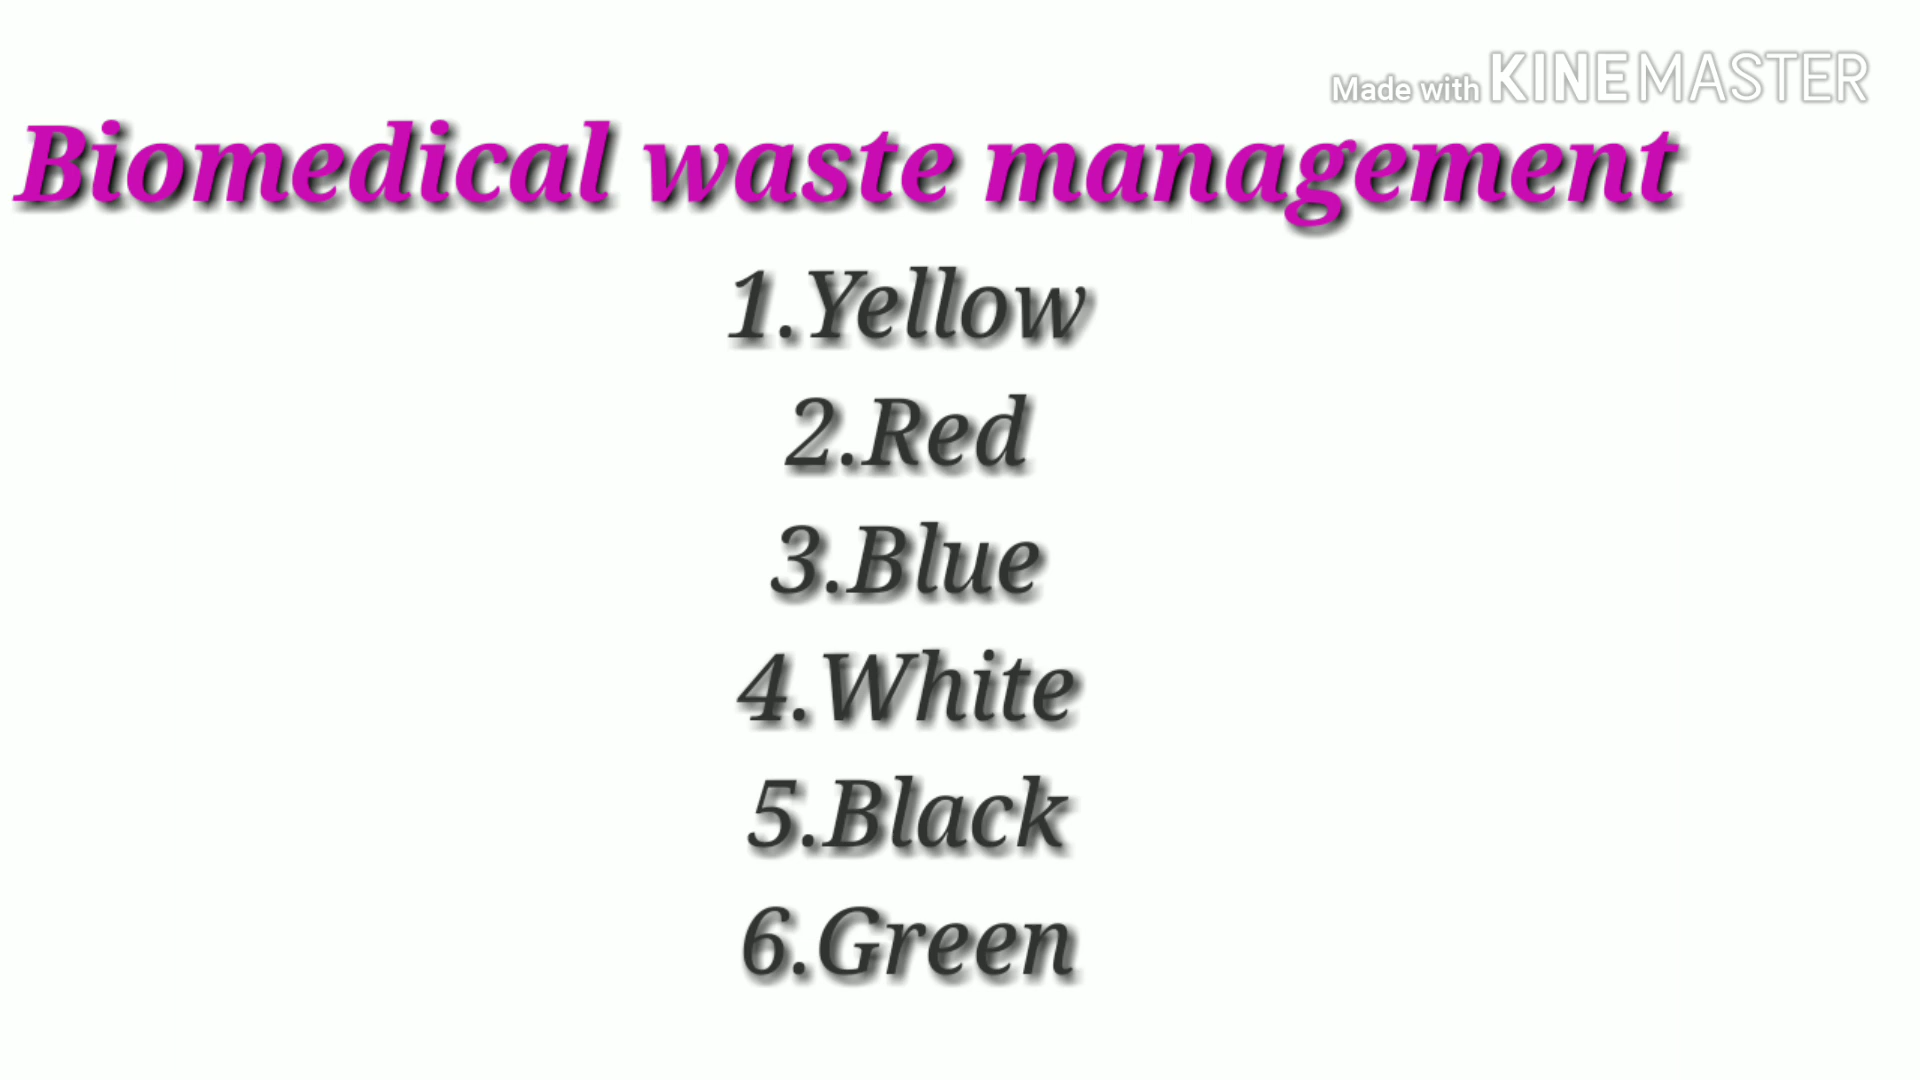 Made with KINEMASTER
Biomedical waste management
1.Yellow
2.Red
3.Blue
4.White
5.Black
6.Green